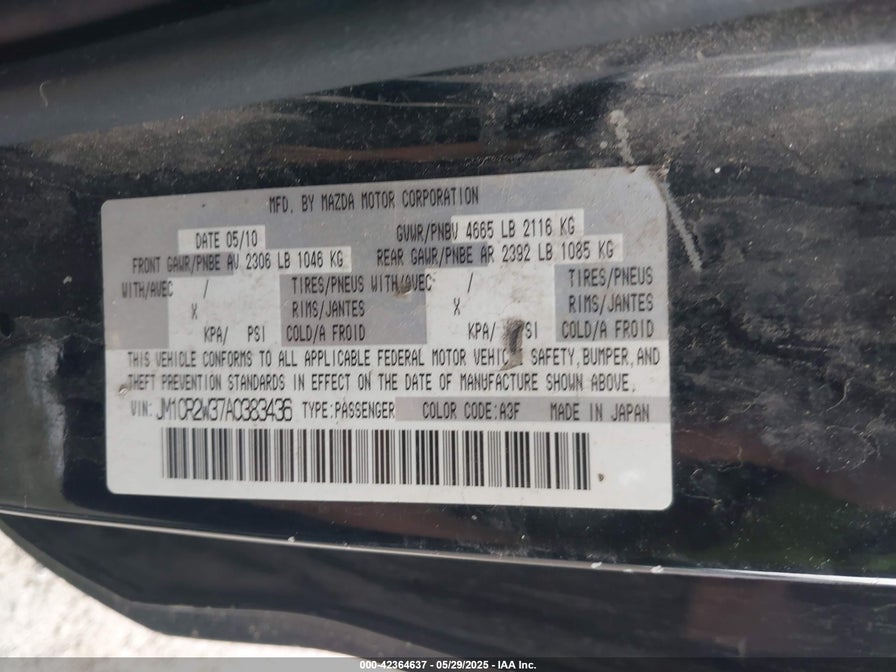 MFD. BY MAZDA MOTOR CORPORATION
DATE 05/10 GVWR/PNBV 4665 LB 2116 KG
FRONT GAWR/PNBE AV 2306 LB 1046 KG REAR GAWR/PNBE AR 2392 LB 1085 KG
WITH/AVEC / TIRES/PNEUS WITH/AVEC / TIRES/PNEUS
X RIMS/JANTES X RIMS/JANTES
KPA/ PSI COLD/A FROID KPA/ PSI COLD/A FROID
THIS VEHICLE CONFORMS TO ALL APPLICABLE FEDERAL MOTOR VEHICLE SAFETY, BUMPER, AND
THEFT PREVENTION STANDARDS IN EFFECT ON THE DATE OF MANUFACTURE SHOWN ABOVE.
VIN: JM1CR2W37A0383436 TYPE:PASSENGER COLOR CODE:A3F MADE IN JAPAN
000-42364637 - 05/29/2025 - IAA Inc.